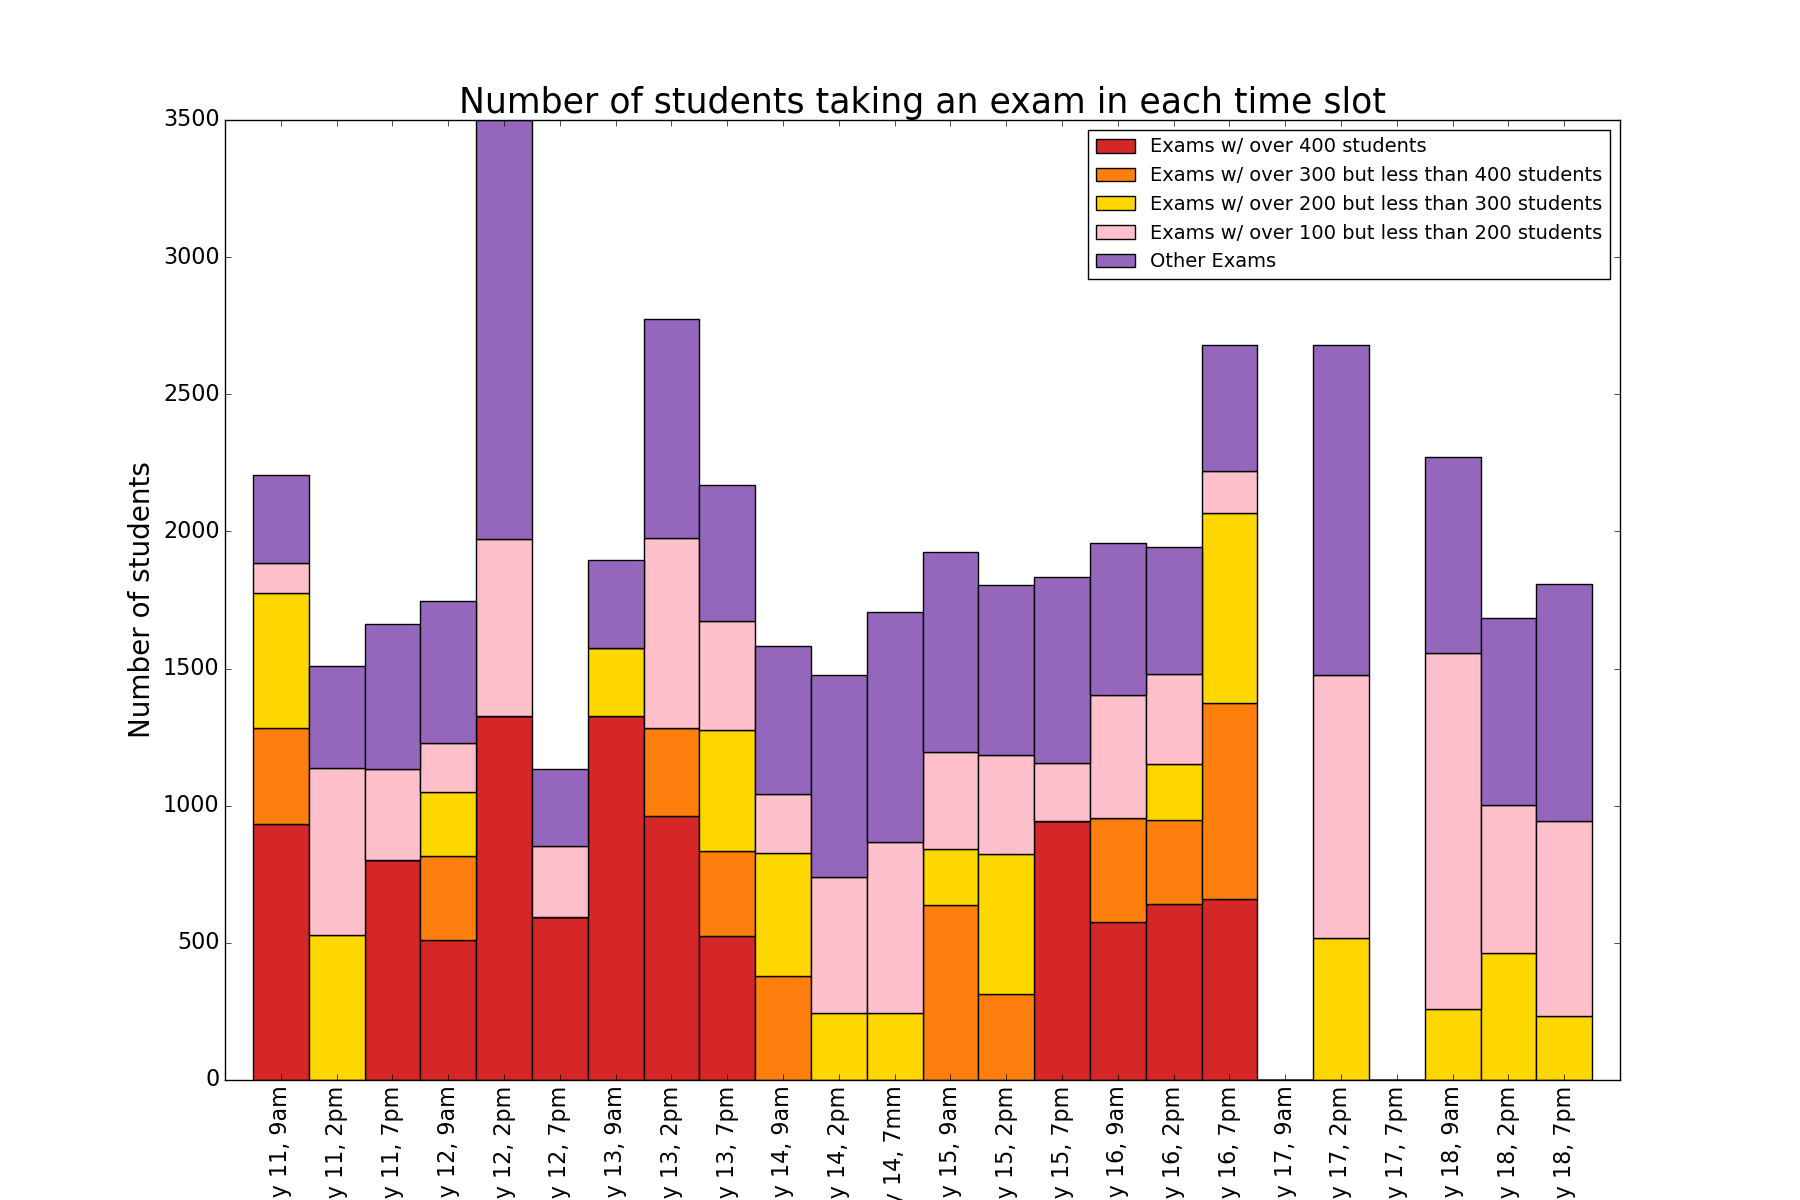 Number of students taking an exam in each time slot
Exams w/ over 400 students
Exams w/ over 300 but less than 400 students
Exams w/ over 200 but less than 300 students
Exams w/ over 100 but less than 200 students
Other Exams
Number of students
3500
3000
2500
2000
1500
1000
500
0
y 11, 9am
y 11, 2pm
y 11, 7pm
y 12, 9am
y 12, 2pm
y 12, 7pm
y 13, 9am
y 13, 2pm
y 13, 7pm
y 14, 9am
y 14, 2pm
y 14, 7mm
y 15, 9am
y 15, 2pm
y 15, 7pm
y 16, 9am
y 16, 2pm
y 16, 7pm
y 17, 9am
y 17, 2pm
y 17, 7pm
y 18, 9am
y 18, 2pm
y 18, 7pm